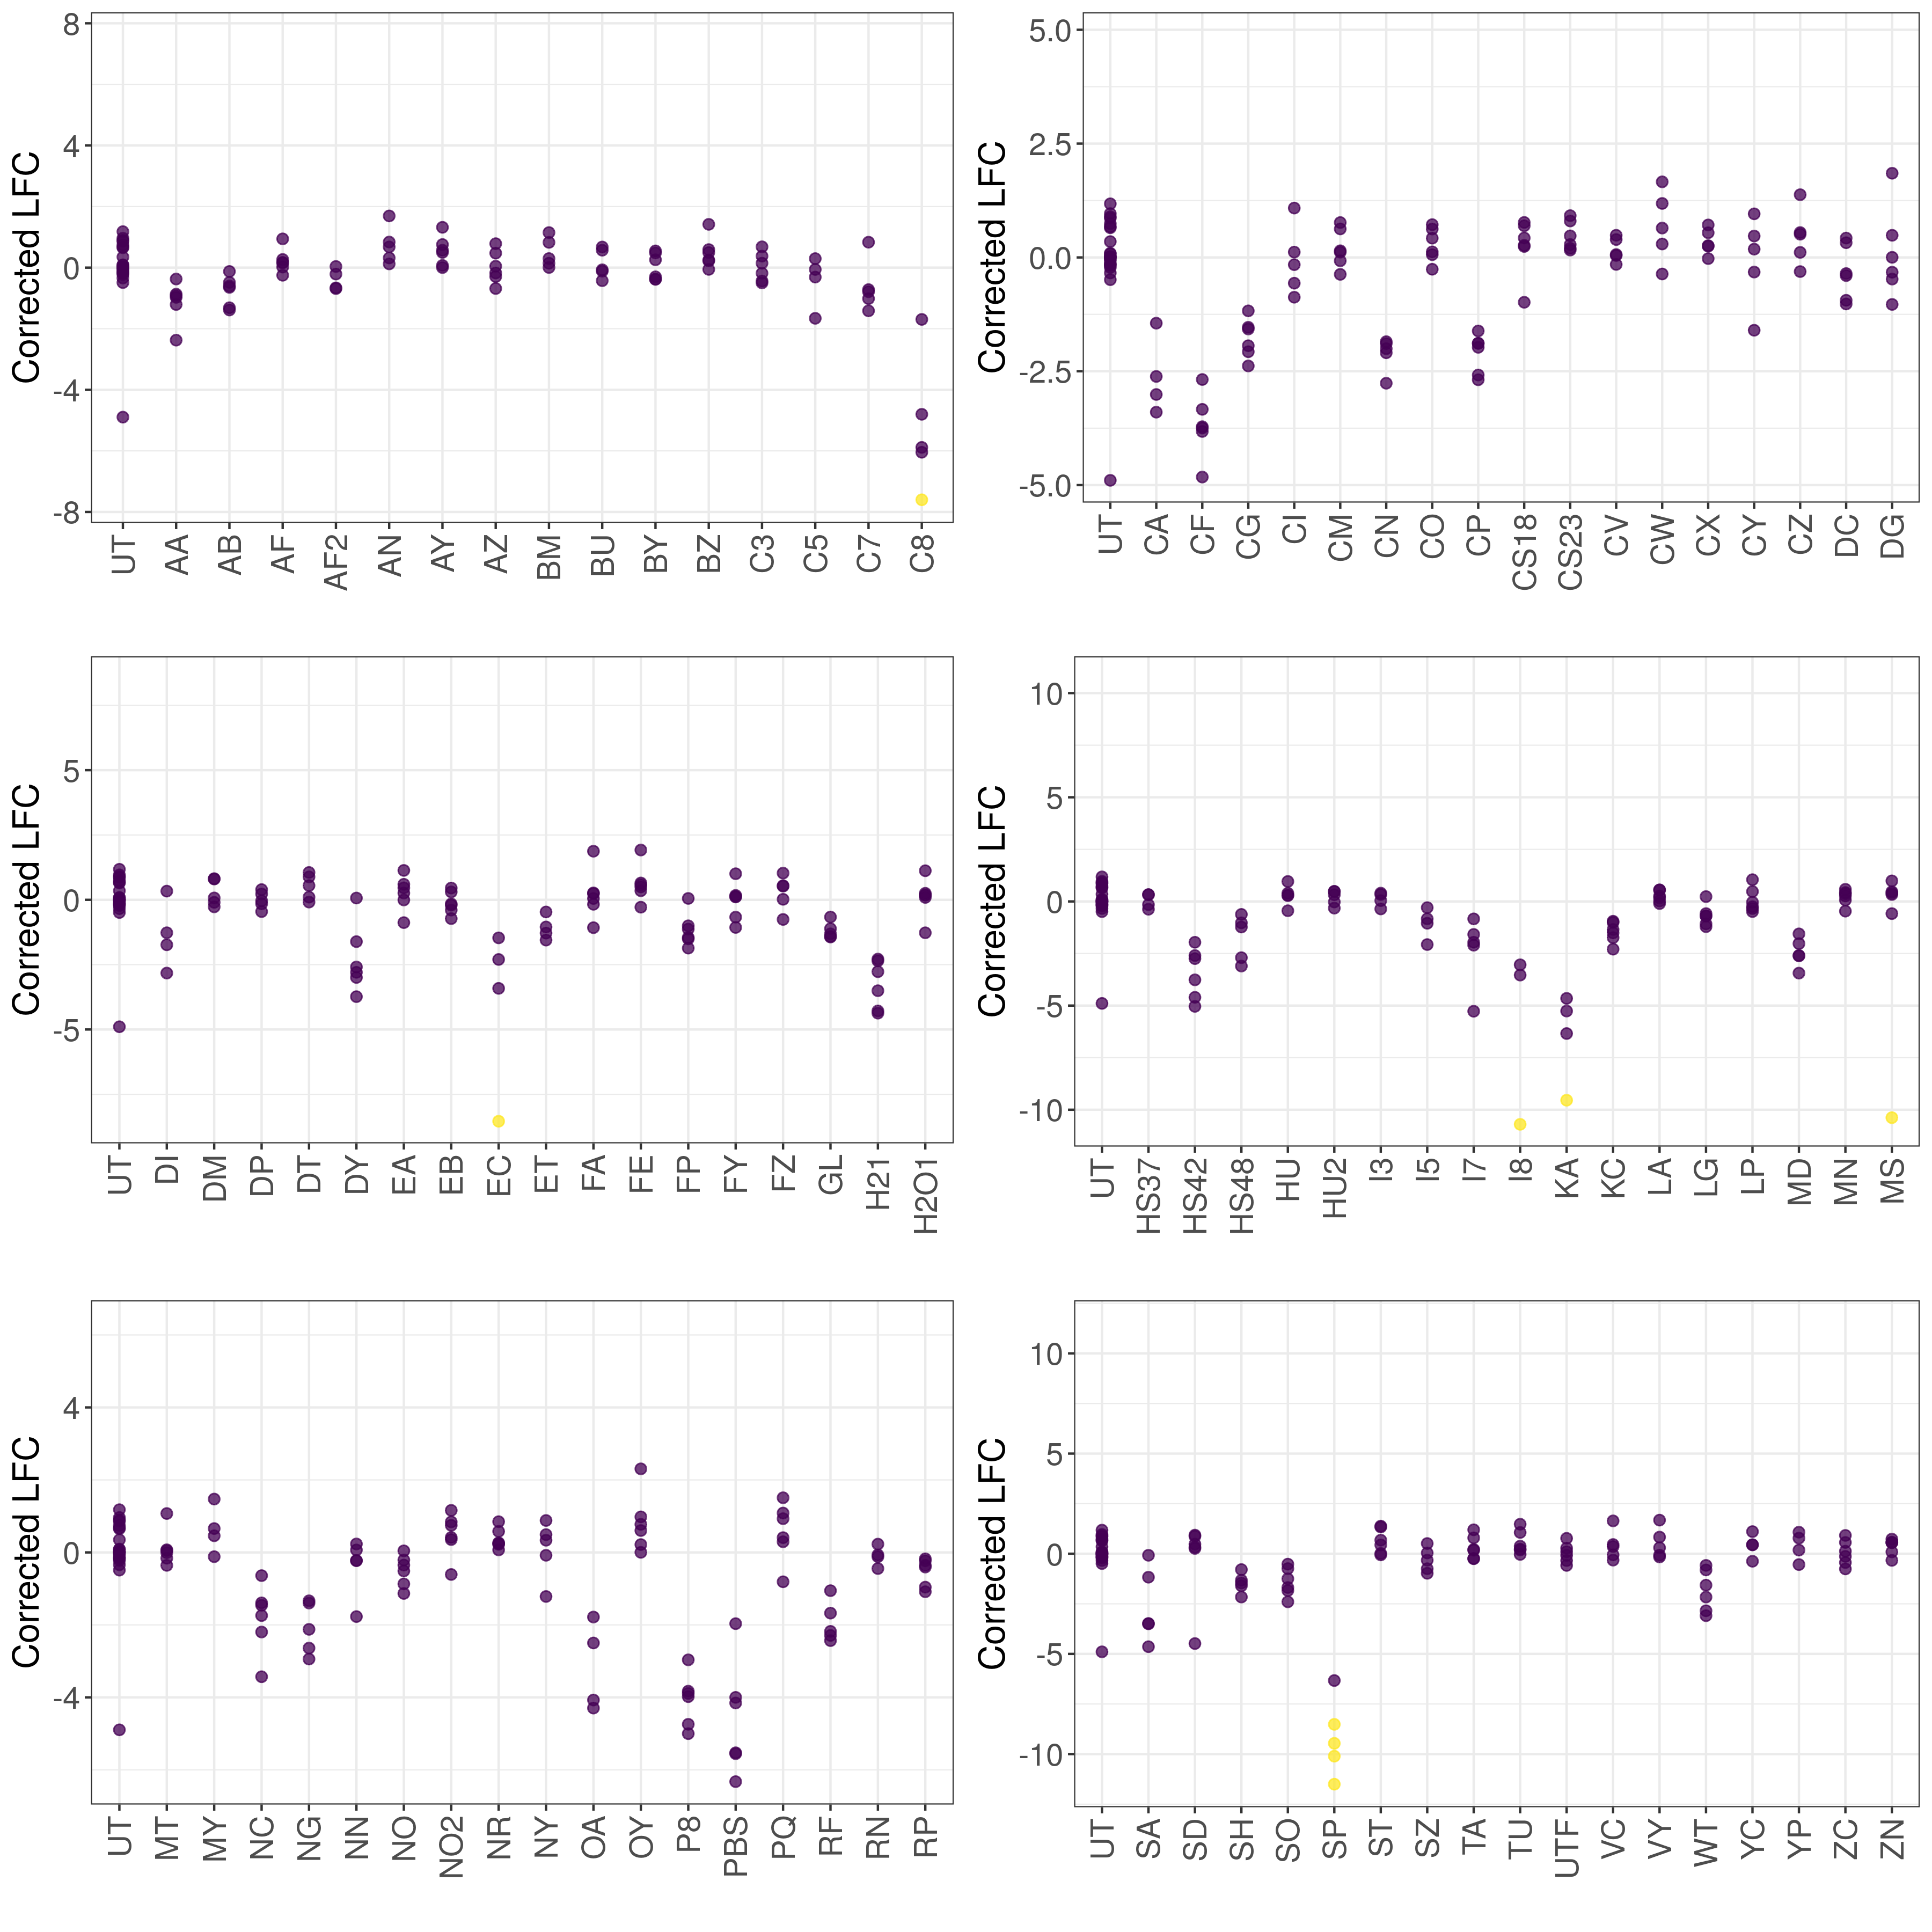 Corrected LFC
8
4
0
-4
-8
UT AA AB AF AF2 AN AY AZ BM BU BY BZ C3 C5 C7 C8
Corrected LFC
5.0
2.5
0.0
-2.5
-5.0
UT CA CF CG CI CM CN CO CP CS18 CS23 CV CW CX CY CZ DC DG
Corrected LFC
5
0
-5
UT DI DM DP DT DY EA EB EC ET FA FE FP FY FZ GL H21 H2O1
Corrected LFC
10
5
0
-5
-10
UT HS37 HS42 HS48 HU HU2 I3 I5 I7 I8 KA KC LA LG LP MD MN MS
Corrected LFC
4
0
-4
UT MT MY NC NG NN NO NO2 NR NY OA OY P8 PBS PQ RF RN RP
Corrected LFC
10
5
0
-5
-10
UT SA SD SH SO SP ST SZ TA TU UTF VC VY WT YC YP ZC ZN